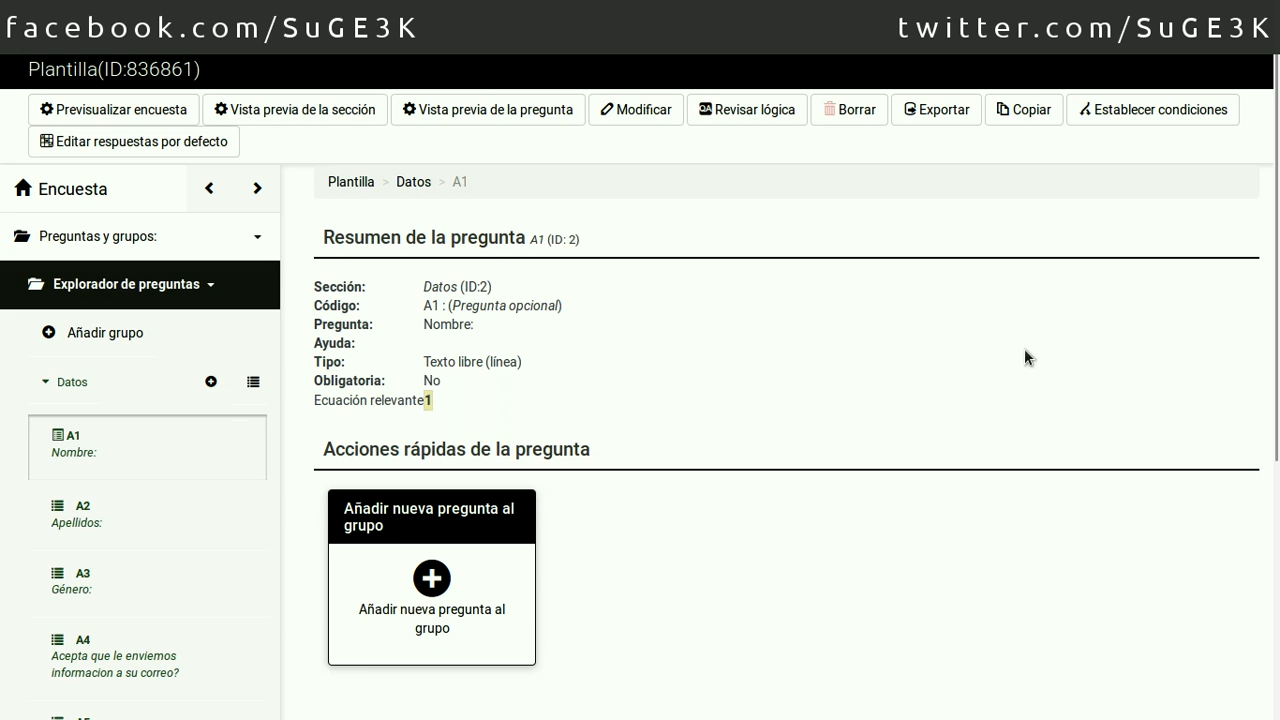 facebook.com/SuGE3K
twitter.com/SuGE3K
Plantilla(ID:836861)
Previsualizar encuesta
Vista previa de la sección
Vista previa de la pregunta
Modificar
Revisar lógica
Borrar
Exportar
Copiar
Establecer condiciones
Editar respuestas por defecto
Encuesta
Preguntas y grupos:
Explorador de preguntas
Añadir grupo
Datos
A1
Nombre:
A2
Apellidos:
A3
Género:
A4
Acepta que le enviemos
informacion a su correo?
Plantilla > Datos > A1
Resumen de la pregunta A1 (ID: 2)
Sección: Datos (ID:2)
Código: A1 : (Pregunta opcional)
Pregunta: Nombre:
Ayuda:
Tipo: Texto libre (línea)
Obligatoria: No
Ecuación relevante 1
Acciones rápidas de la pregunta
Añadir nueva pregunta al
grupo
Añadir nueva pregunta al
grupo